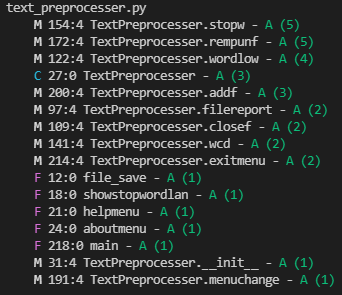 text_preprocesser.py
M 154:4 TextPreprocesser.stopw - A (5)
M 172:4 TextPreprocesser.rempunf - A (5)
M 122:4 TextPreprocesser.wordlow - A (4)
C 27:0 TextPreprocesser - A (3)
M 200:4 TextPreprocesser.addf - A (3)
M 97:4 TextPreprocesser.filereport - A (2)
M 109:4 TextPreprocesser.closef - A (2)
M 141:4 TextPreprocesser.wcd - A (2)
M 214:4 TextPreprocesser.exitmenu - A (2)
F 12:0 file_save - A (1)
F 18:0 showstopwordlan - A (1)
F 21:0 helpmenu - A (1)
F 24:0 aboutmenu - A (1)
F 218:0 main - A (1)
M 31:4 TextPreprocesser.__init__ - A (1)
M 191:4 TextPreprocesser.menuchange - A (1)